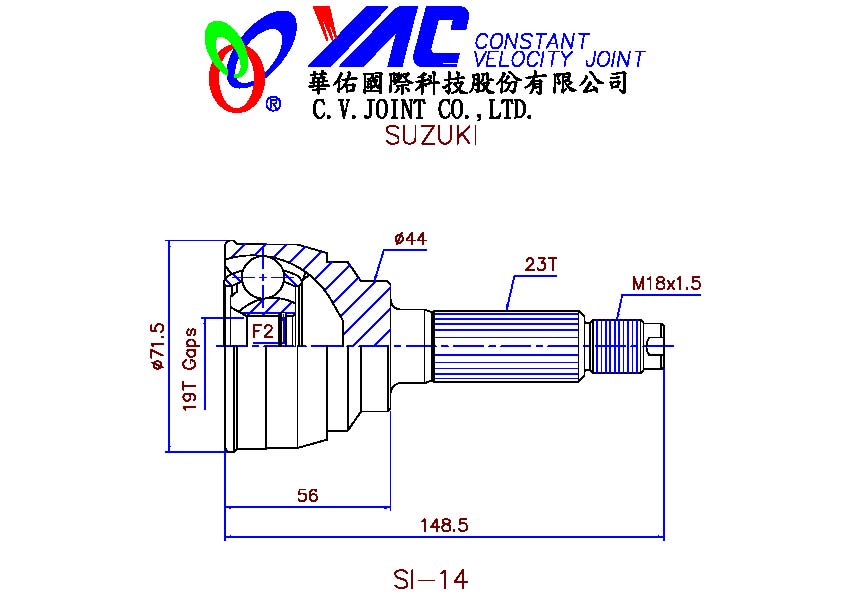 YAC CONSTANT
VELOCITY JOINT
®
華佑國際科技股份有限公司
C.V.JOINT CO.,LTD.
SUZUKI
ø44
23T
M18x1.5
ø71.5
19T Gaps
F2
56
148.5
SI-14